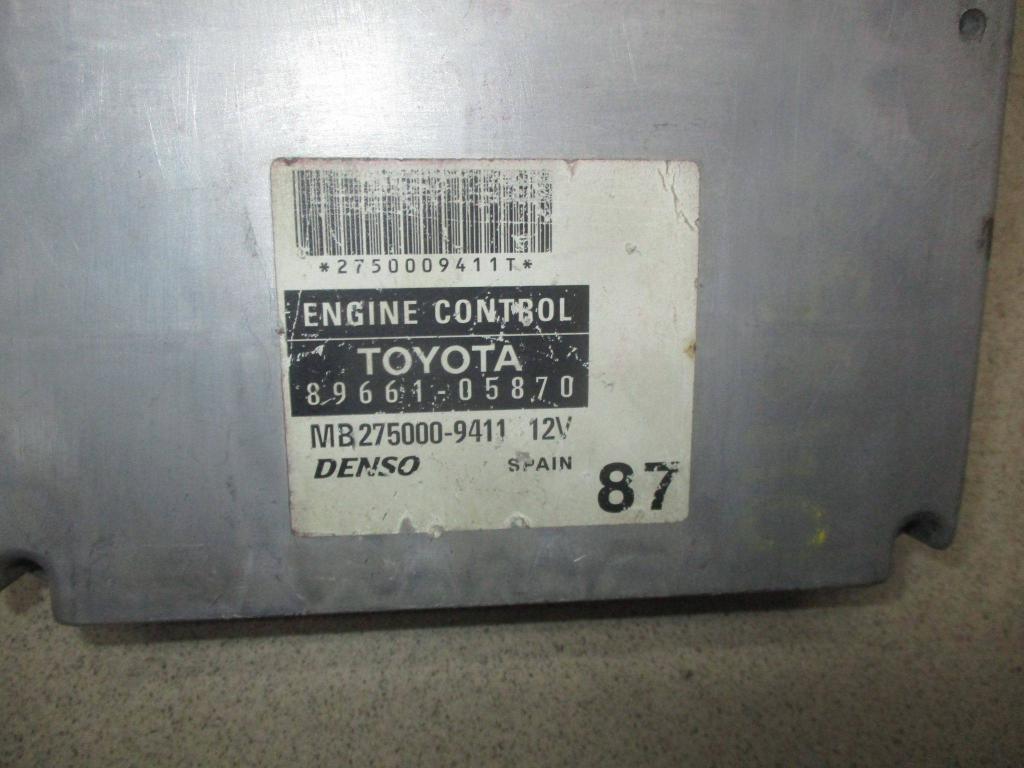 *2750009411T*
ENGINE CONTROL
TOYOTA
89661-05870
MB275000-9411 12V
DENSO SPAIN 87